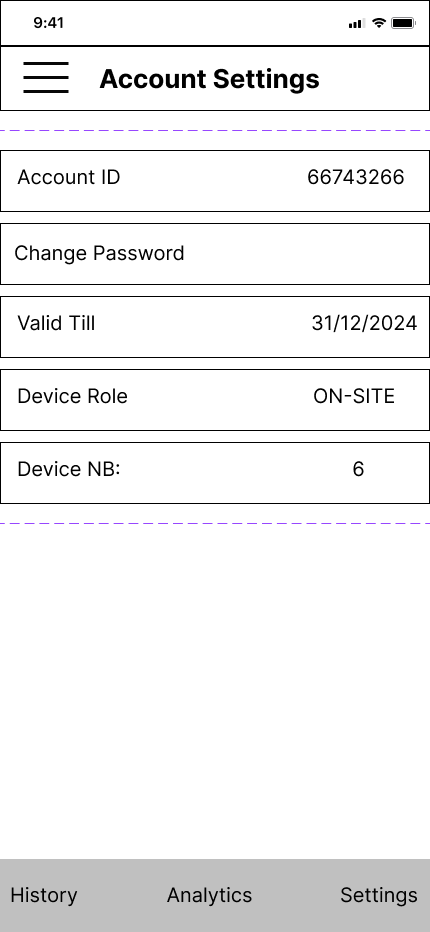 9:41
Account Settings
Account ID 66743266
Change Password
Valid Till 31/12/2024
Device Role ON-SITE
Device NB: 6
History Analytics Settings